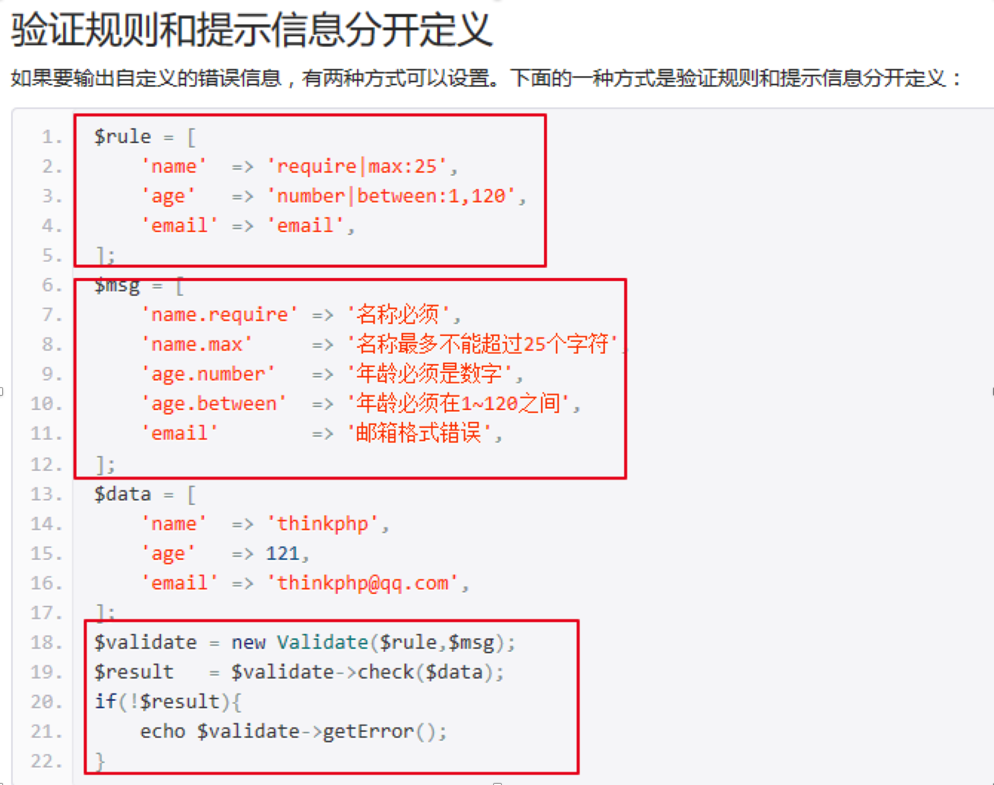 验证规则和提示信息分开定义
如果要输出自定义的错误信息，有两种方式可以设置。下面的一种方式是验证规则和提示信息分开定义：
1. $rule = [
2. 'name' => 'require|max:25',
3. 'age' => 'number|between:1,120',
4. 'email' => 'email',
5. ];
6. $msg = [
7. 'name.require' => '名称必须',
8. 'name.max' => '名称最多不能超过25个字符',
9. 'age.number' => '年龄必须是数字',
10. 'age.between' => '年龄必须在1~120之间',
11. 'email' => '邮箱格式错误',
12. ];
13. $data = [
14. 'name' => 'thinkphp',
15. 'age' => 121,
16. 'email' => 'thinkphp@qq.com',
17. ];
18. $validate = new Validate($rule,$msg);
19. $result = $validate->check($data);
20. if(!$result){
21. echo $validate->getError();
22. }